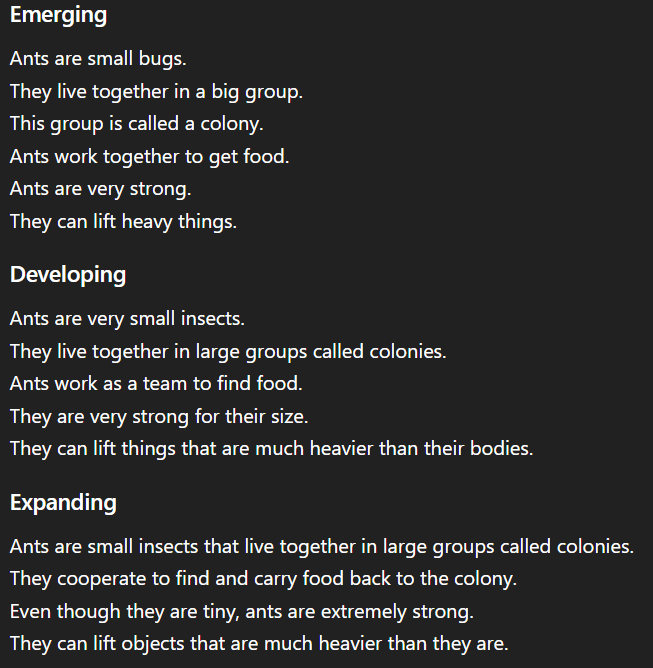 Emerging
Ants are small bugs.
They live together in a big group.
This group is called a colony.
Ants work together to get food.
Ants are very strong.
They can lift heavy things.
Developing
Ants are very small insects.
They live together in large groups called colonies.
Ants work as a team to find food.
They are very strong for their size.
They can lift things that are much heavier than their bodies.
Expanding
Ants are small insects that live together in large groups called colonies.
They cooperate to find and carry food back to the colony.
Even though they are tiny, ants are extremely strong.
They can lift objects that are much heavier than they are.